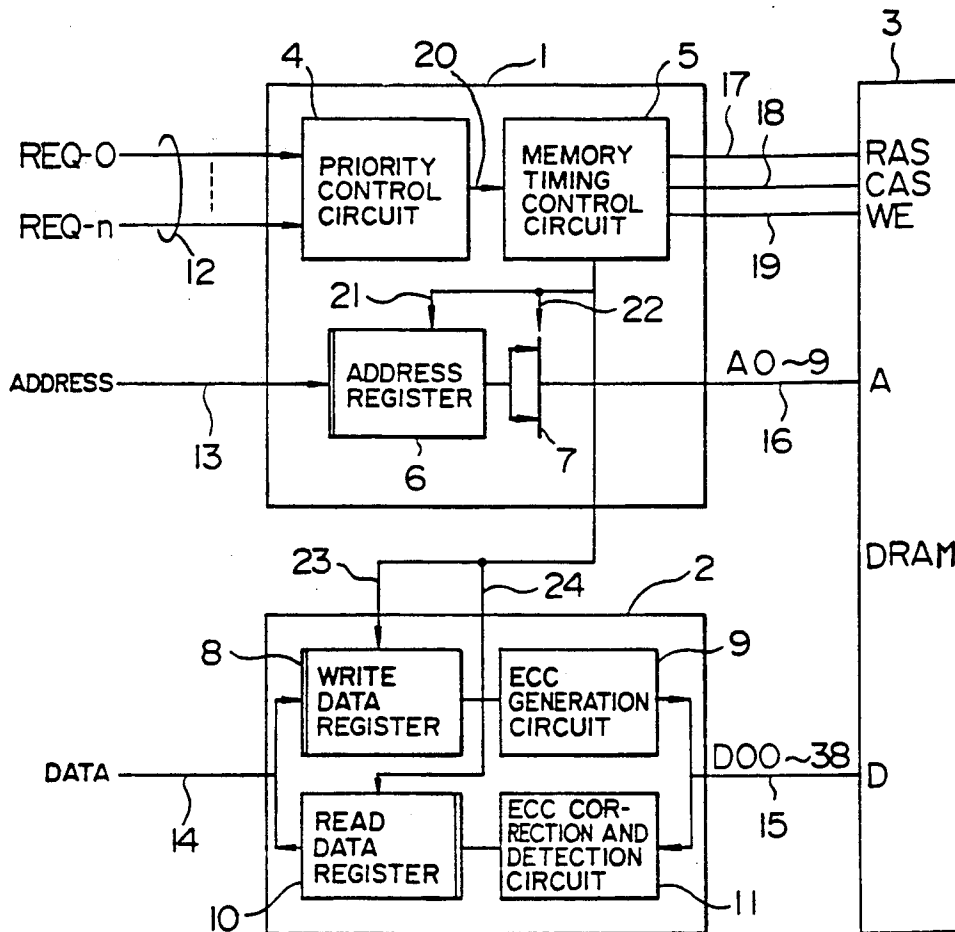 4
20
1
5
3
17
18
REQ-0
REQ-n
12
PRIORITY
CONTROL
CIRCUIT
MEMORY
TIMING
CONTROL
CIRCUIT
RAS
CAS
WE
19
21
22
ADDRESS
13
ADDRESS
REGISTER
6
7
A0~9
16
A
DRAM
23
24
2
8
9
WRITE
DATA
REGISTER
ECC
GENERATION
CIRCUIT
DATA
14
D00~38
15
D
READ
DATA
REGISTER
10
ECC COR-
RECTION AND
DETECTION
CIRCUIT
11